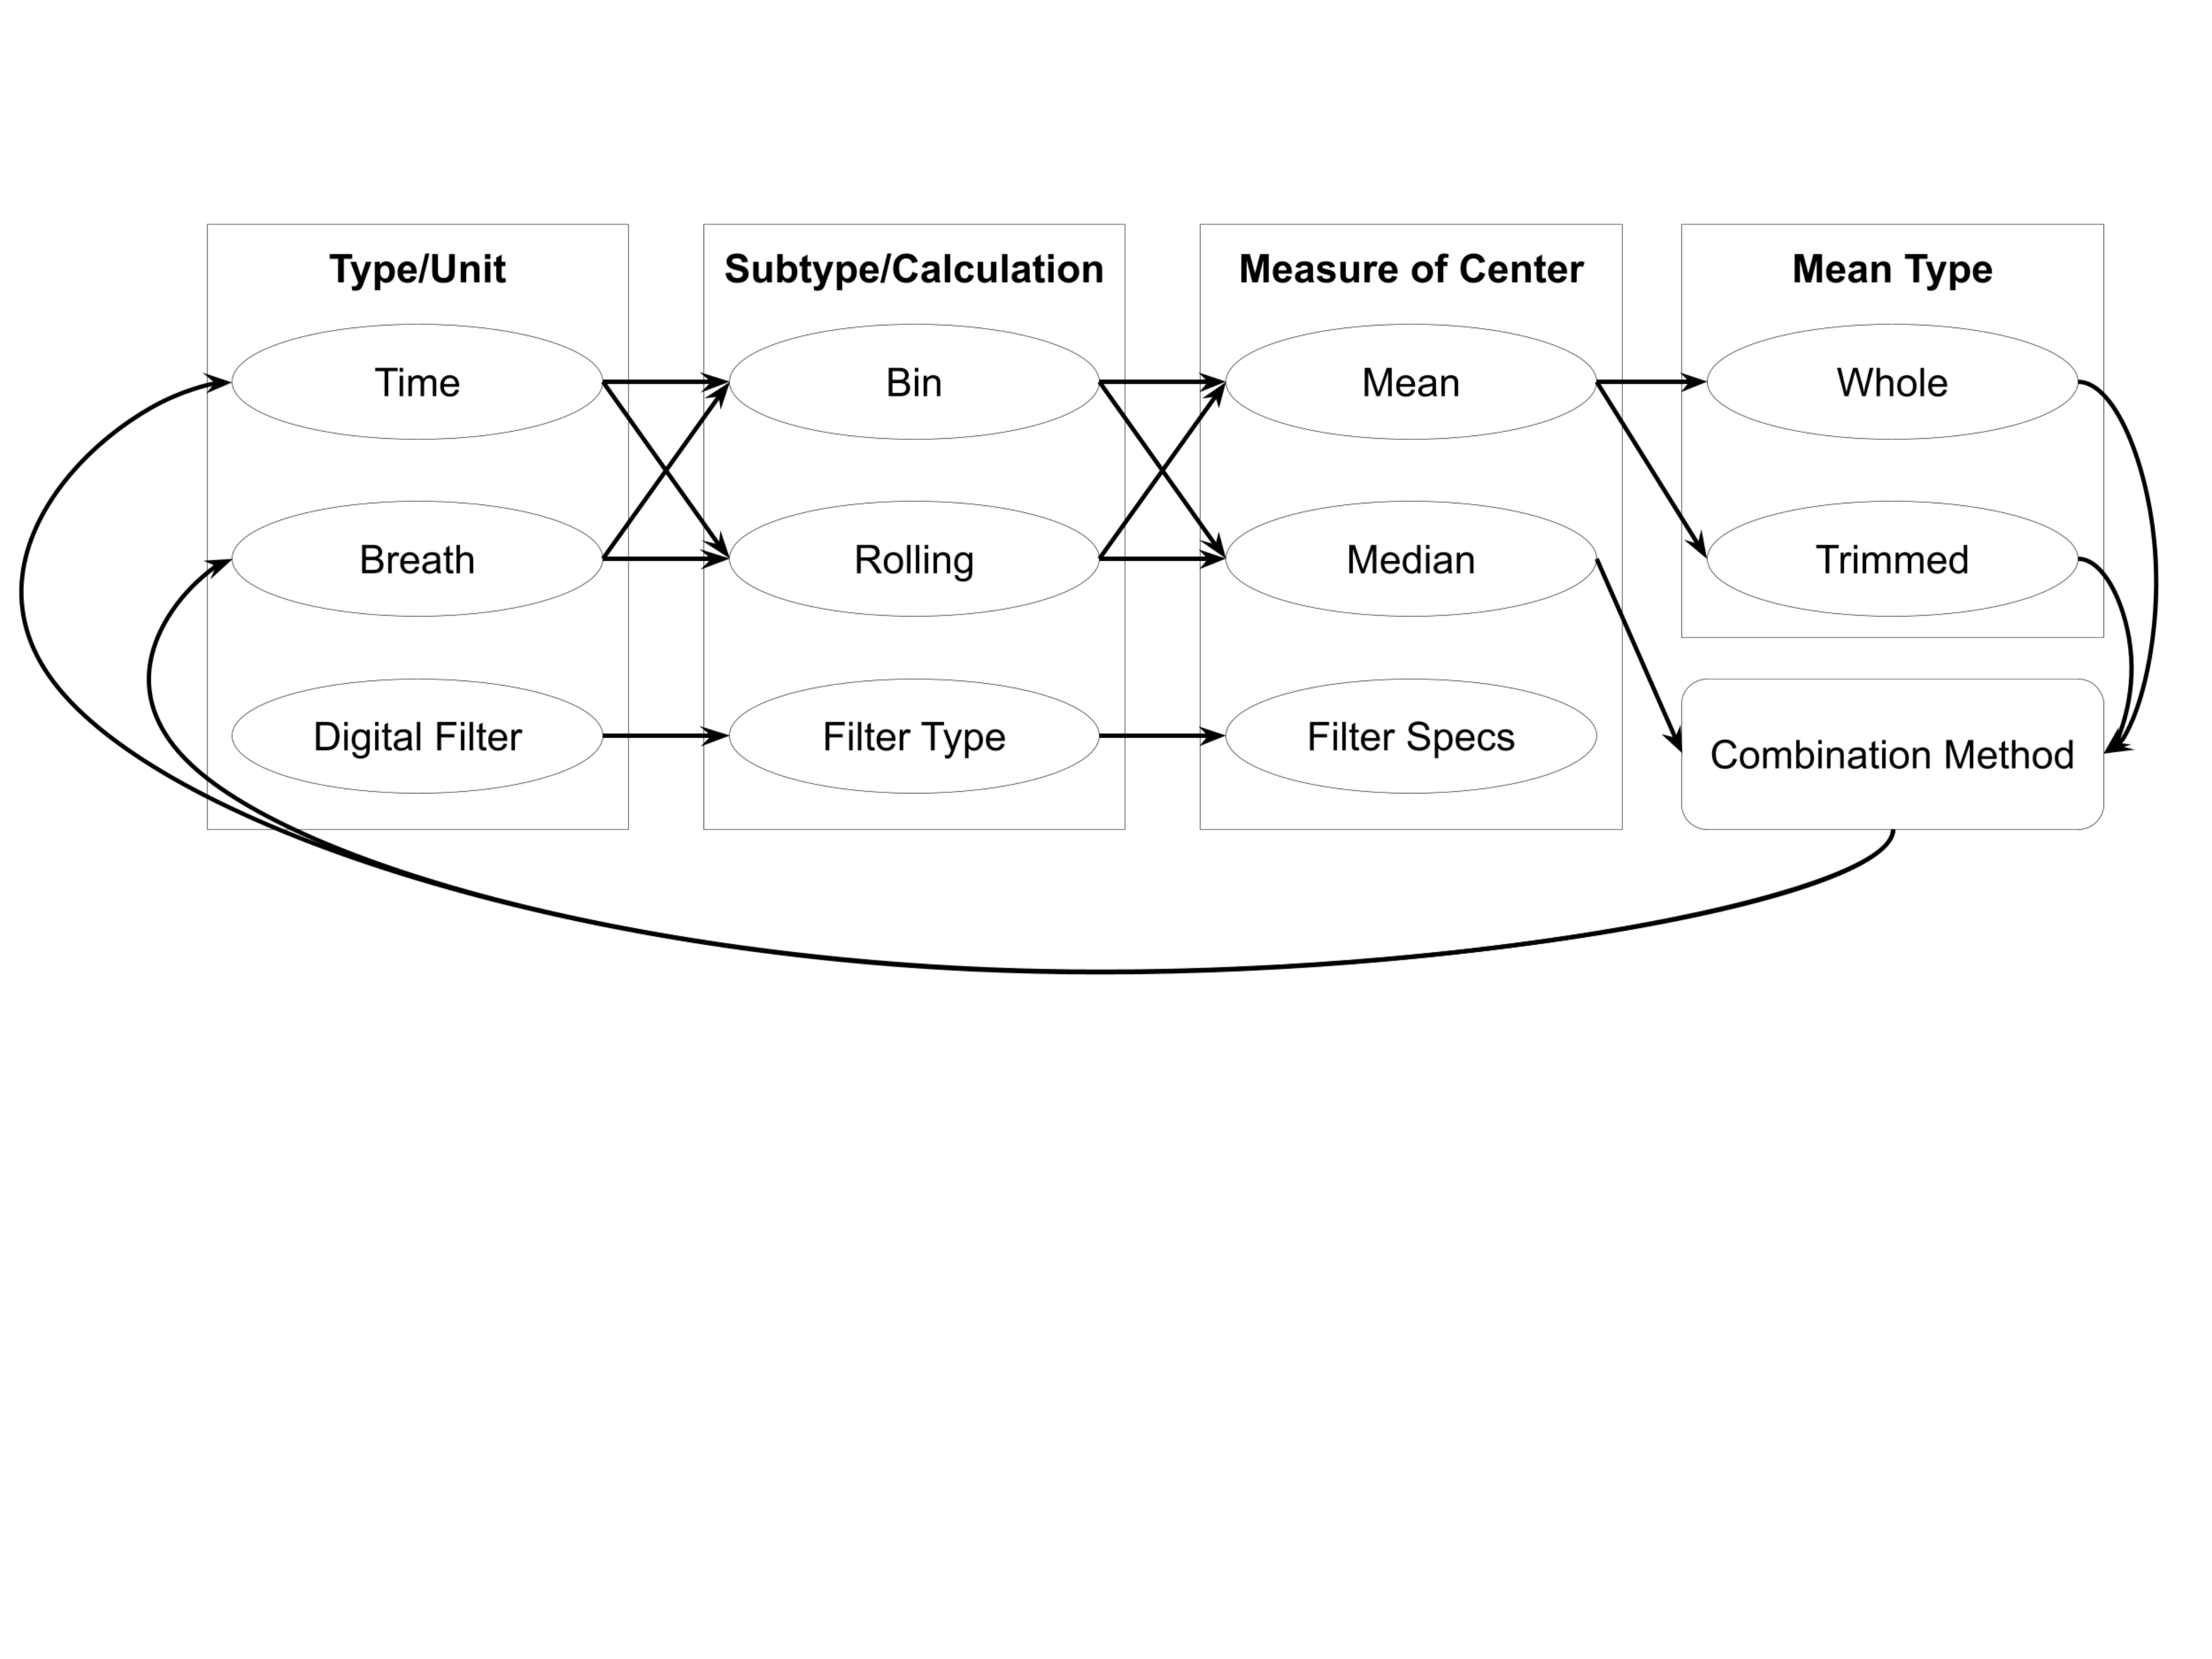 Type/Unit
Time
Breath
Digital Filter
Subtype/Calculation
Bin
Rolling
Filter Type
Measure of Center
Mean
Median
Filter Specs
Mean Type
Whole
Trimmed
Combination Method